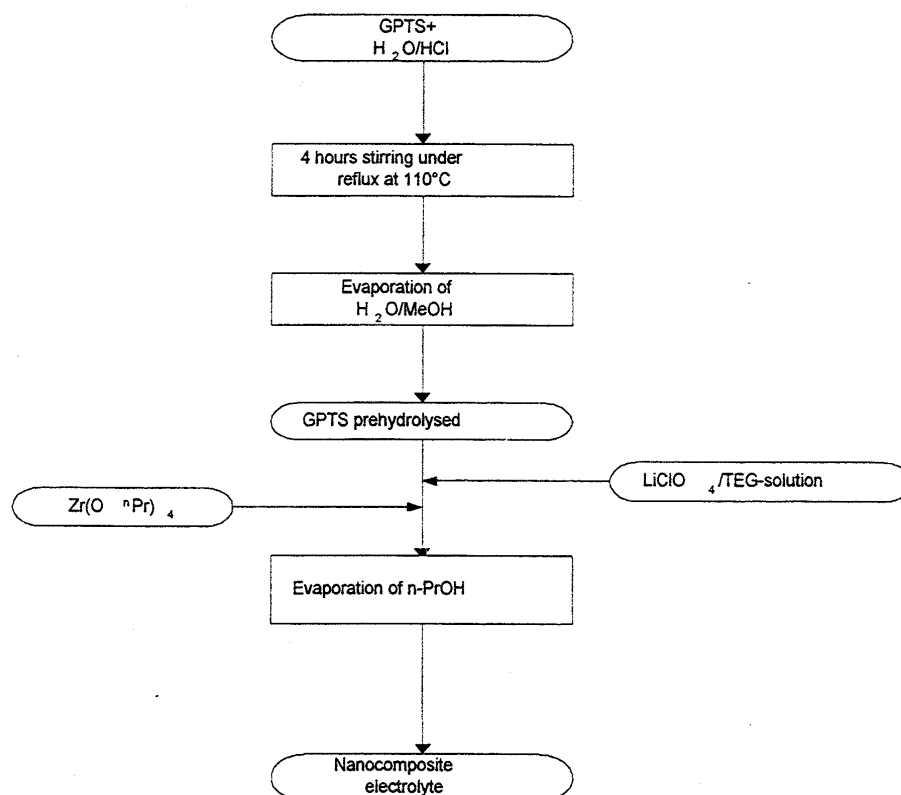 GPTS+
H 2 O/HCl
4 hours stirring under
reflux at 110°C
Evaporation of
H 2 O/MeOH
GPTS prehydrolysed
LiClO 4 /TEG-solution
Zr(O n Pr) 4
Evaporation of n-PrOH
Nanocomposite
electrolyte